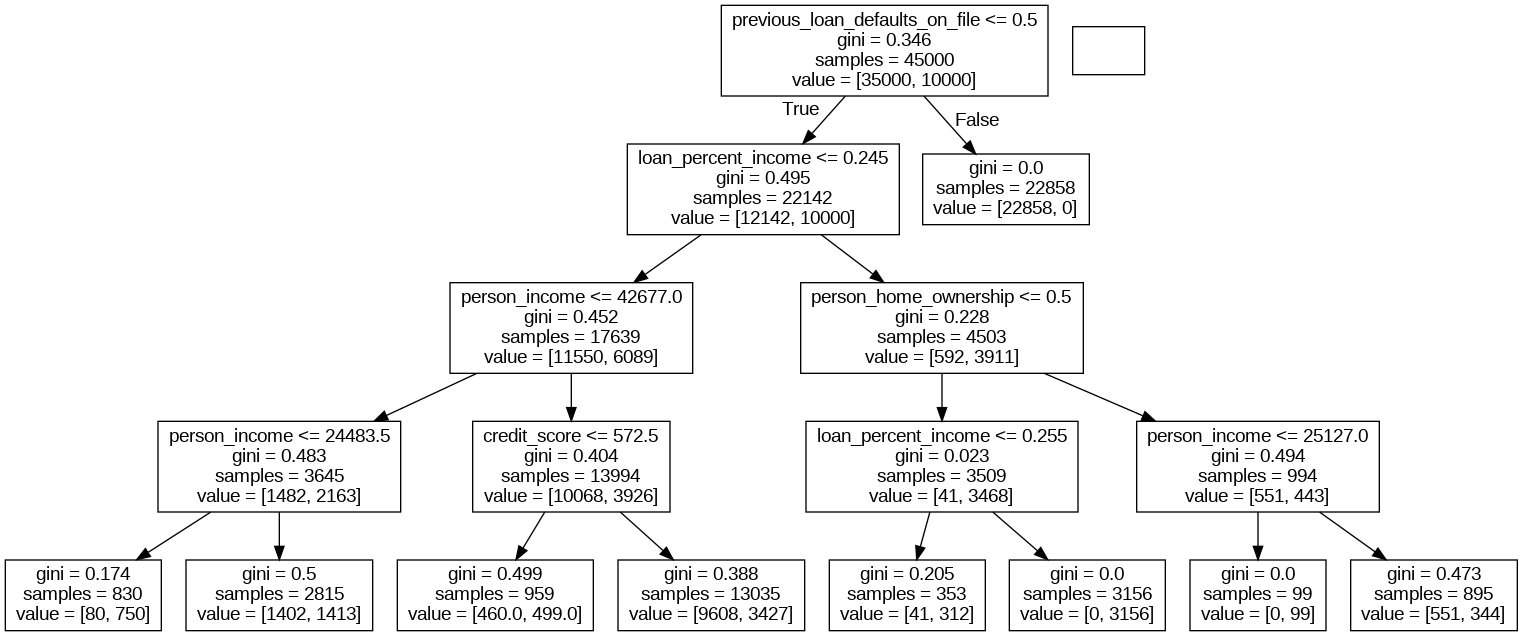 previous_loan_defaults_on_file <= 0.5
gini = 0.346
samples = 45000
value = [35000, 10000]
True
False
loan_percent_income <= 0.245
gini = 0.495
samples = 22142
value = [12142, 10000]
gini = 0.0
samples = 22858
value = [22858, 0]
person_income <= 42677.0
gini = 0.452
samples = 17639
value = [11550, 6089]
person_home_ownership <= 0.5
gini = 0.228
samples = 4503
value = [592, 3911]
person_income <= 24483.5
gini = 0.483
samples = 3645
value = [1482, 2163]
credit_score <= 572.5
gini = 0.404
samples = 13994
value = [10068, 3926]
loan_percent_income <= 0.255
gini = 0.023
samples = 3509
value = [41, 3468]
person_income <= 25127.0
gini = 0.494
samples = 994
value = [551, 443]
gini = 0.174
samples = 830
value = [80, 750]
gini = 0.5
samples = 2815
value = [1402, 1413]
gini = 0.499
samples = 959
value = [460.0, 499.0]
gini = 0.388
samples = 13035
value = [9608, 3427]
gini = 0.205
samples = 353
value = [41, 312]
gini = 0.0
samples = 3156
value = [0, 3156]
gini = 0.0
samples = 99
value = [0, 99]
gini = 0.473
samples = 895
value = [551, 344]